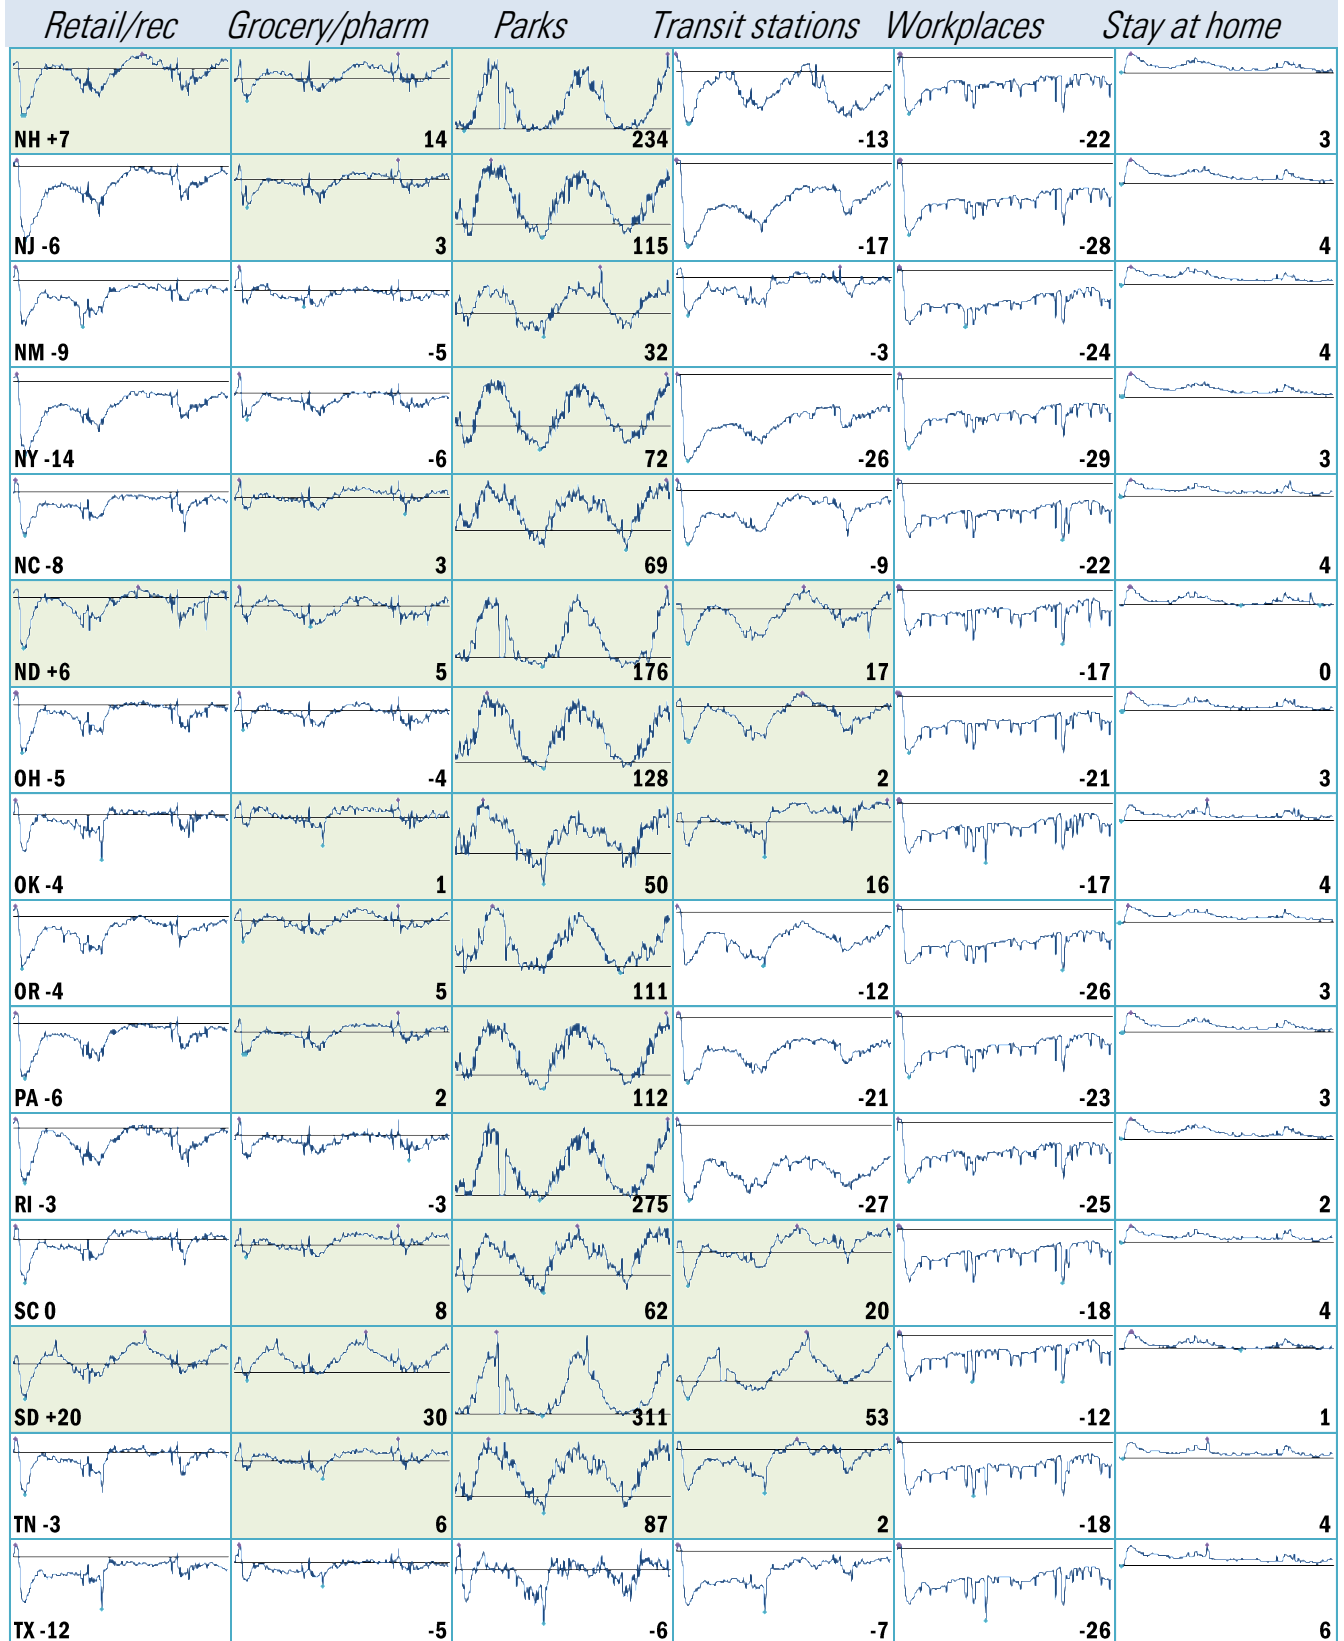 Retail/rec Grocery/pharm Parks Transit stations Workplaces Stay at home
NH +7 14 234 -13 -22 3
NJ -6 3 115 -17 -28 4
NM -9 -5 32 -3 -24 4
NY -14 -6 72 -26 -29 3
NC -8 3 69 -9 -22 4
ND +6 5 176 17 -17 0
OH -5 -4 128 2 -21 3
OK -4 1 50 16 -17 4
OR -4 5 111 -12 -26 3
PA -6 2 112 -21 -23 3
RI -3 -3 275 -27 -25 2
SC 0 8 62 20 -18 4
SD +20 30 311 53 -12 1
TN -3 6 87 2 -18 4
TX -12 -5 -6 -7 -26 6